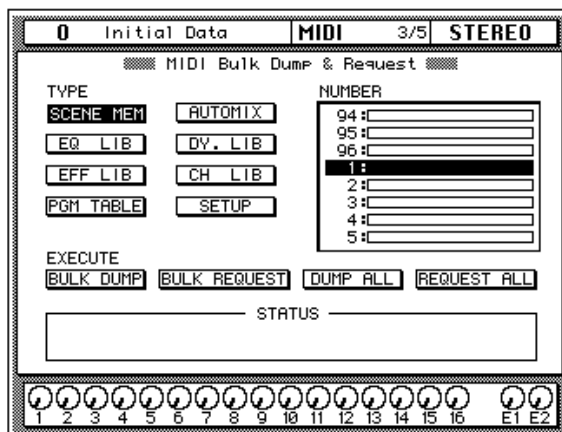 0 Initial Data MIDI 3/5 STEREO
MIDI Bulk Dump & Request
TYPE NUMBER
SCENE MEM AUTOMIX
EQ LIB DY. LIB
EFF LIB CH LIB
PGM TABLE SETUP
94:
95:
96:
1:
2:
3:
4:
5:
EXECUTE
BULK DUMP BULK REQUEST DUMP ALL REQUEST ALL
STATUS
1 2 3 4 5 6 7 8 9 10 11 12 13 14 15 16 E1 E2